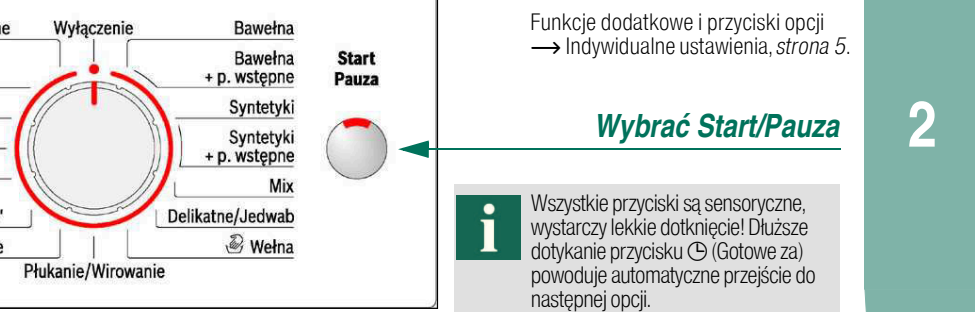 ne
Wyłączenie
Bawełna
Bawełna
+ p. wstępne
Syntetyki
Syntetyki
+ p. wstępne
Mix
Delikatne/Jedwab
Wełna
e
Płukanie/Wirowanie
Start
Pauza
Funkcje dodatkowe i przyciski opcji
⟶ Indywidualne ustawienia, strona 5.
Wybrać Start/Pauza
2
i
Wszystkie przyciski są sensoryczne,
wystarczy lekkie dotknięcie! Dłuższe
dotykanie przycisku (Gotowe za)
powoduje automatyczne przejście do
następnej opcji.